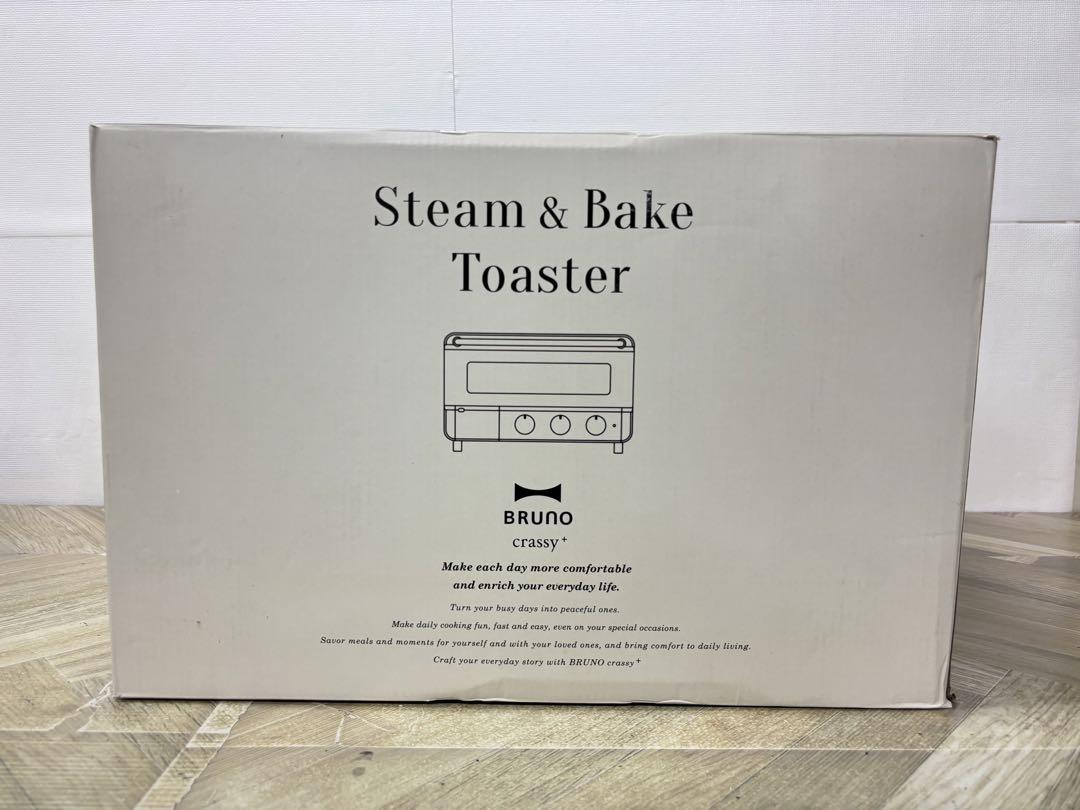 Steam & Bake
Toaster
BRUNO
crassy+
Make each day more comfortable
and enrich your everyday life.
Turn your busy days into peaceful ones.
Make daily cooking fun, fast and easy, even on your special occasions.
Savor meals and moments for yourself and with your loved ones, and bring comfort to daily living.
Craft your everyday story with BRUNO crassy+